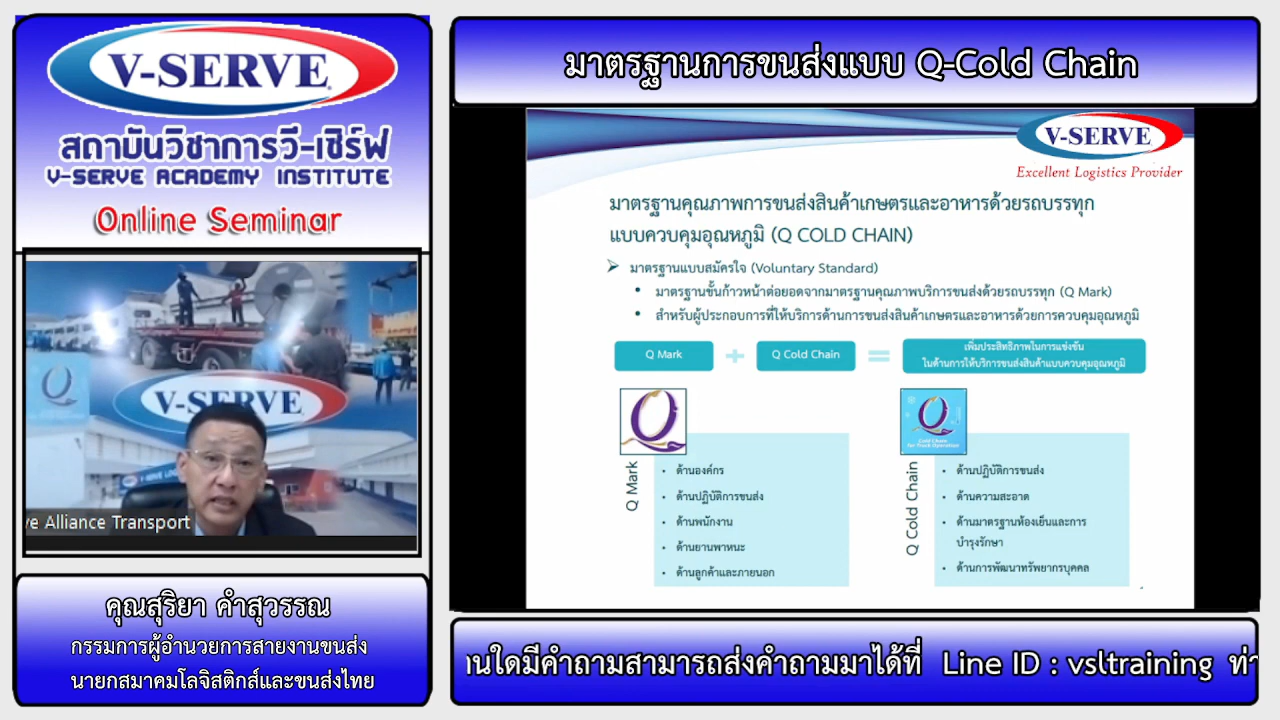 V-SERVE
สถาบันวิชาการวี-เซิร์ฟ
V-SERVE ACADEMY INSTITUTE
Online Seminar
V-SERVE
ve Alliance Transport
คุณสุริยา คำสุวรรณ
กรรมการผู้อำนวยการสายงานขนส่ง
นายกสมาคมโลจิสติกส์และขนส่งไทย
มาตรฐานการขนส่งแบบ Q-Cold Chain
V-SERVE
Excellent Logistics Provider
มาตรฐานคุณภาพการขนส่งสินค้าเกษตรและอาหารด้วยรถบรรทุก
แบบควบคุมอุณหภูมิ (Q COLD CHAIN)
มาตรฐานแบบสมัครใจ (Voluntary Standard)
• มาตรฐานขั้นก้าวหน้าต่อยอดจากมาตรฐานคุณภาพบริการขนส่งด้วยรถบรรทุก (Q Mark)
• สำหรับผู้ประกอบการที่ให้บริการด้านการขนส่งสินค้าเกษตรและอาหารด้วยการควบคุมอุณหภูมิ
Q Mark + Q Cold Chain = เพิ่มประสิทธิภาพในการแข่งขัน
ในด้านการให้บริการขนส่งสินค้าแบบควบคุมอุณหภูมิ
Q
Q Mark
• ด้านองค์กร
• ด้านปฏิบัติการขนส่ง
• ด้านพนักงาน
• ด้านยานพาหนะ
• ด้านลูกค้าและภายนอก
Q
Cold Chain
for Truck Operation
Q Cold Chain
• ด้านปฏิบัติการขนส่ง
• ด้านความสะอาด
• ด้านมาตรฐานห้องเย็นและการ
บำรุงรักษา
• ด้านการพัฒนาทรัพยากรบุคคล
านใดมีคำถามสามารถส่งคำถามมาได้ที่ Line ID : vsltraining ท่า